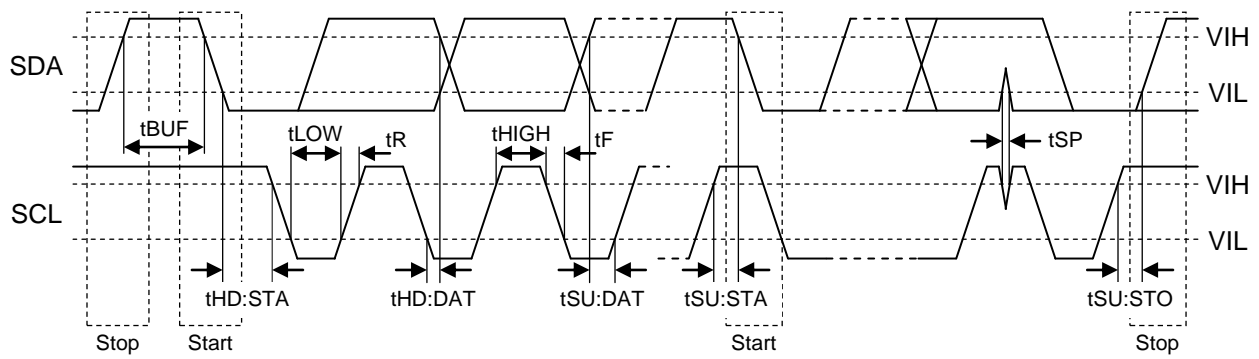 VIH
SDA
VIL
tBUF
tLOW
tR
tHIGH
tF
tSP
VIH
SCL
VIL
tHD:STA
tHD:DAT
tSU:DAT
tSU:STA
tSU:STO
Stop
Start
Start
Stop